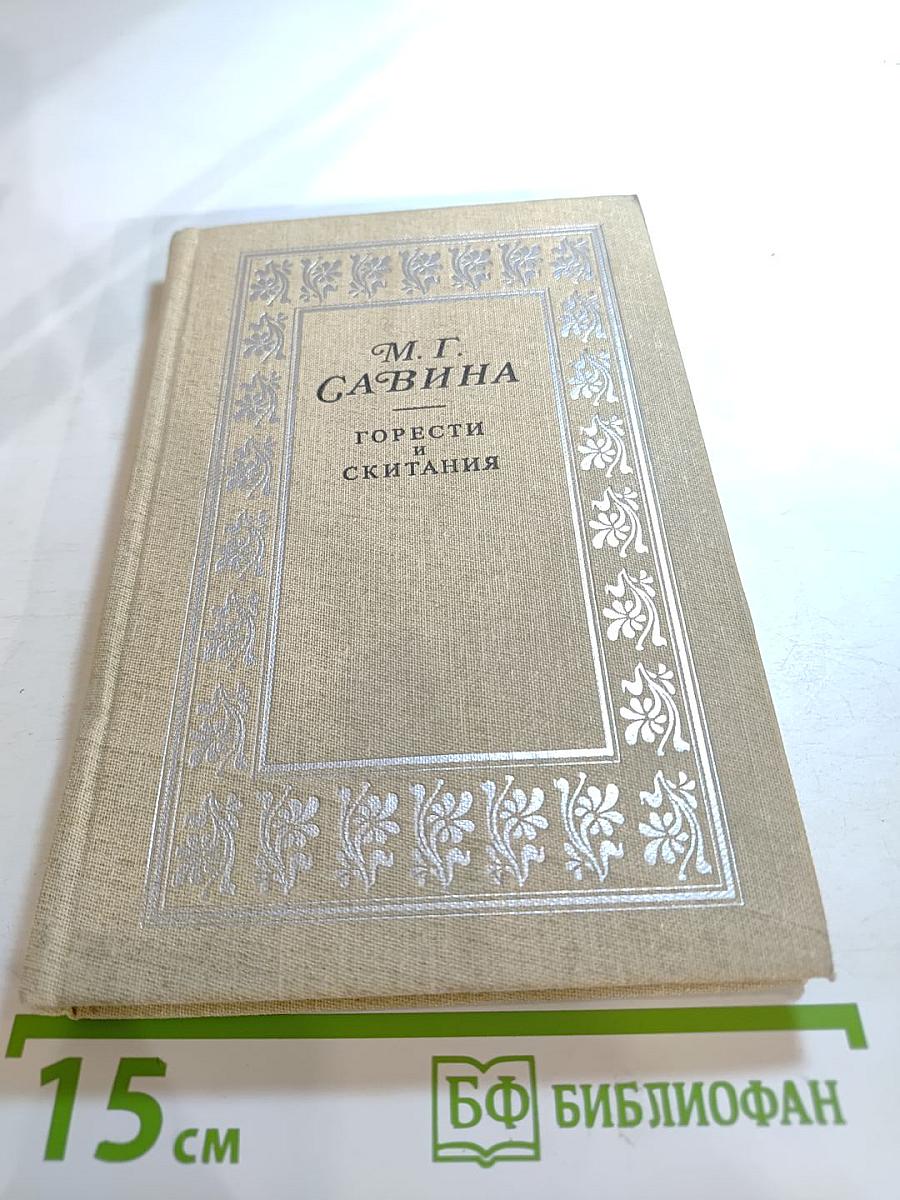 М. Г.
САВИНА
ГОРЕСТИ
и
СКИТАНИЯ
15 см
БФ БИБЛИОФАН